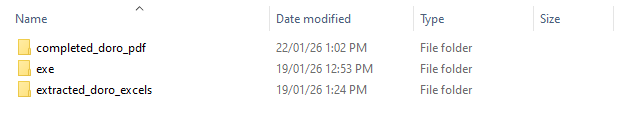 Name Date modified Type Size
completed_doro_pdf 22/01/26 1:02 PM File folder
exe 19/01/26 12:53 PM File folder
extracted_doro_excels 19/01/26 1:24 PM File folder